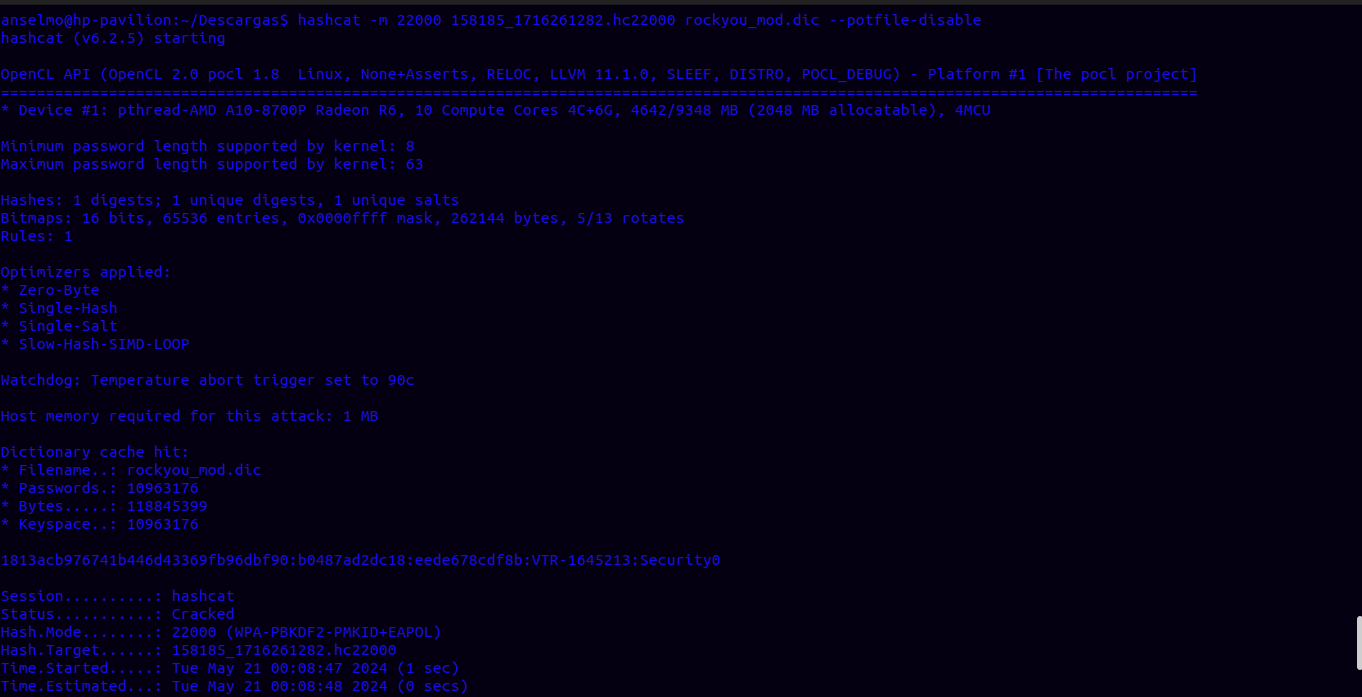 anselmo@hp-pavilion:~/Descargas$ hashcat -m 22000 158185_1716261282.hc22000 rockyou_mod.dic --potfile-disable
hashcat (v6.2.5) starting
OpenCL API (OpenCL 2.0 pocl 1.8  Linux, None+Asserts, RELOC, LLVM 11.1.0, SLEEF, DISTRO, POCL_DEBUG) - Platform #1 [The pocl project]
=====================================================================================================================================
* Device #1: pthread-AMD A10-8700P Radeon R6, 10 Compute Cores 4C+6G, 4642/9348 MB (2048 MB allocatable), 4MCU
Minimum password length supported by kernel: 8
Maximum password length supported by kernel: 63
Hashes: 1 digests; 1 unique digests, 1 unique salts
Bitmaps: 16 bits, 65536 entries, 0x0000ffff mask, 262144 bytes, 5/13 rotates
Rules: 1
Optimizers applied:
* Zero-Byte
* Single-Hash
* Single-Salt
* Slow-Hash-SIMD-LOOP
Watchdog: Temperature abort trigger set to 90c
Host memory required for this attack: 1 MB
Dictionary cache hit:
* Filename..: rockyou_mod.dic
* Passwords.: 10963176
* Bytes.....: 118845399
* Keyspace..: 10963176
1813acb976741b446d43369fb96dbf90:b0487ad2dc18:eede678cdf8b:VTR-1645213:Security0
Session..........: hashcat
Status...........: Cracked
Hash.Mode........: 22000 (WPA-PBKDF2-PMKID+EAPOL)
Hash.Target......: 158185_1716261282.hc22000
Time.Started.....: Tue May 21 00:08:47 2024 (1 sec)
Time.Estimated...: Tue May 21 00:08:48 2024 (0 secs)